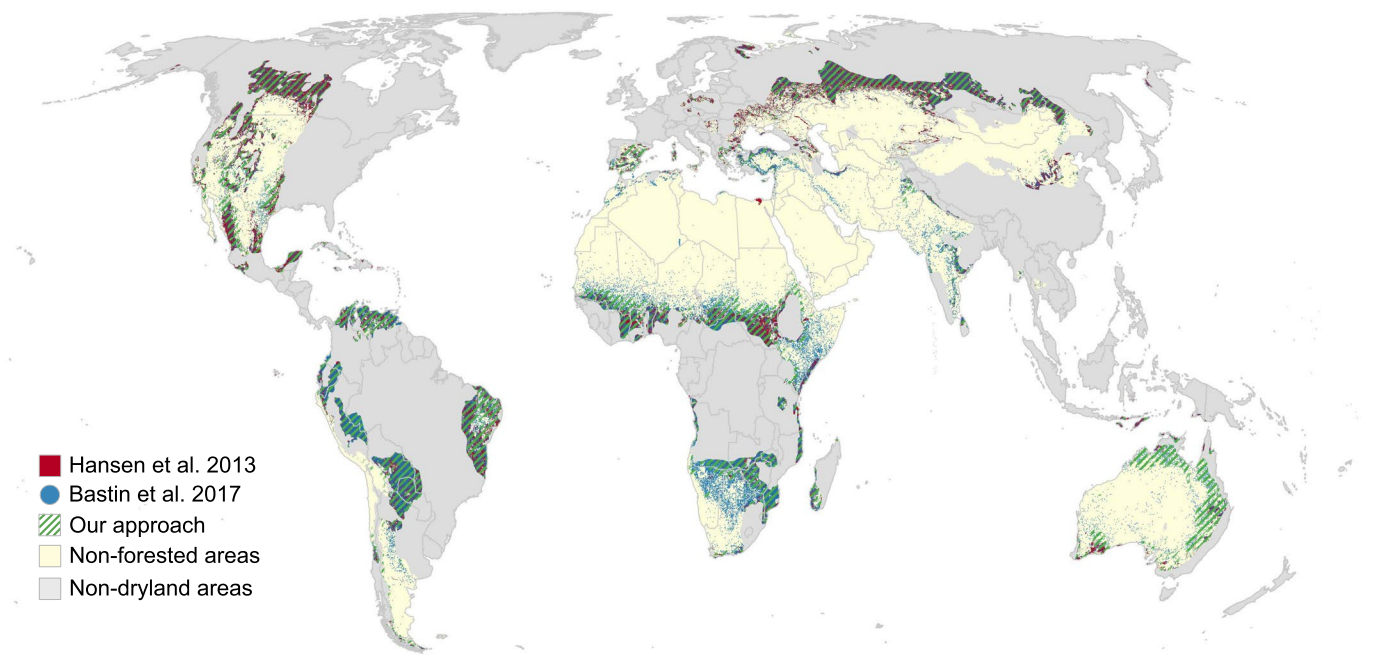 Hansen et al. 2013
Bastin et al. 2017
Our approach
Non-forested areas
Non-dryland areas